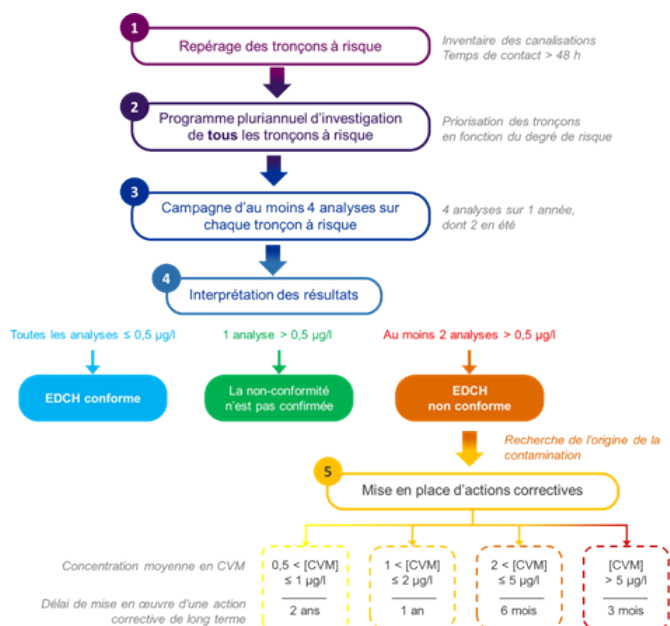 1
Repérage des tronçons à risque
Inventaire des canalisations
Temps de contact > 48 h
2
Programme pluriannuel d'investigation
de tous les tronçons à risque
Priorisation des tronçons
en fonction du degré de risque
3
Campagne d'au moins 4 analyses sur
chaque tronçon à risque
4 analyses sur 1 année,
dont 2 en été
4
Interprétation des résultats
Toutes les analyses ≤ 0,5 µg/l
1 analyse > 0,5 µg/l
Au moins 2 analyses > 0,5 µg/l
EDCH conforme
La non-conformité
n'est pas confirmée
EDCH
non conforme
Recherche de l'origine de la
contamination
5
Mise en place d'actions correctives
Concentration moyenne en CVM
0,5 < [CVM]
≤ 1 µg/l
1 < [CVM]
≤ 2 µg/l
2 < [CVM]
≤ 5 µg/l
[CVM]
> 5 µg/l
Délai de mise en œuvre d'une action
corrective de long terme
2 ans
1 an
6 mois
3 mois